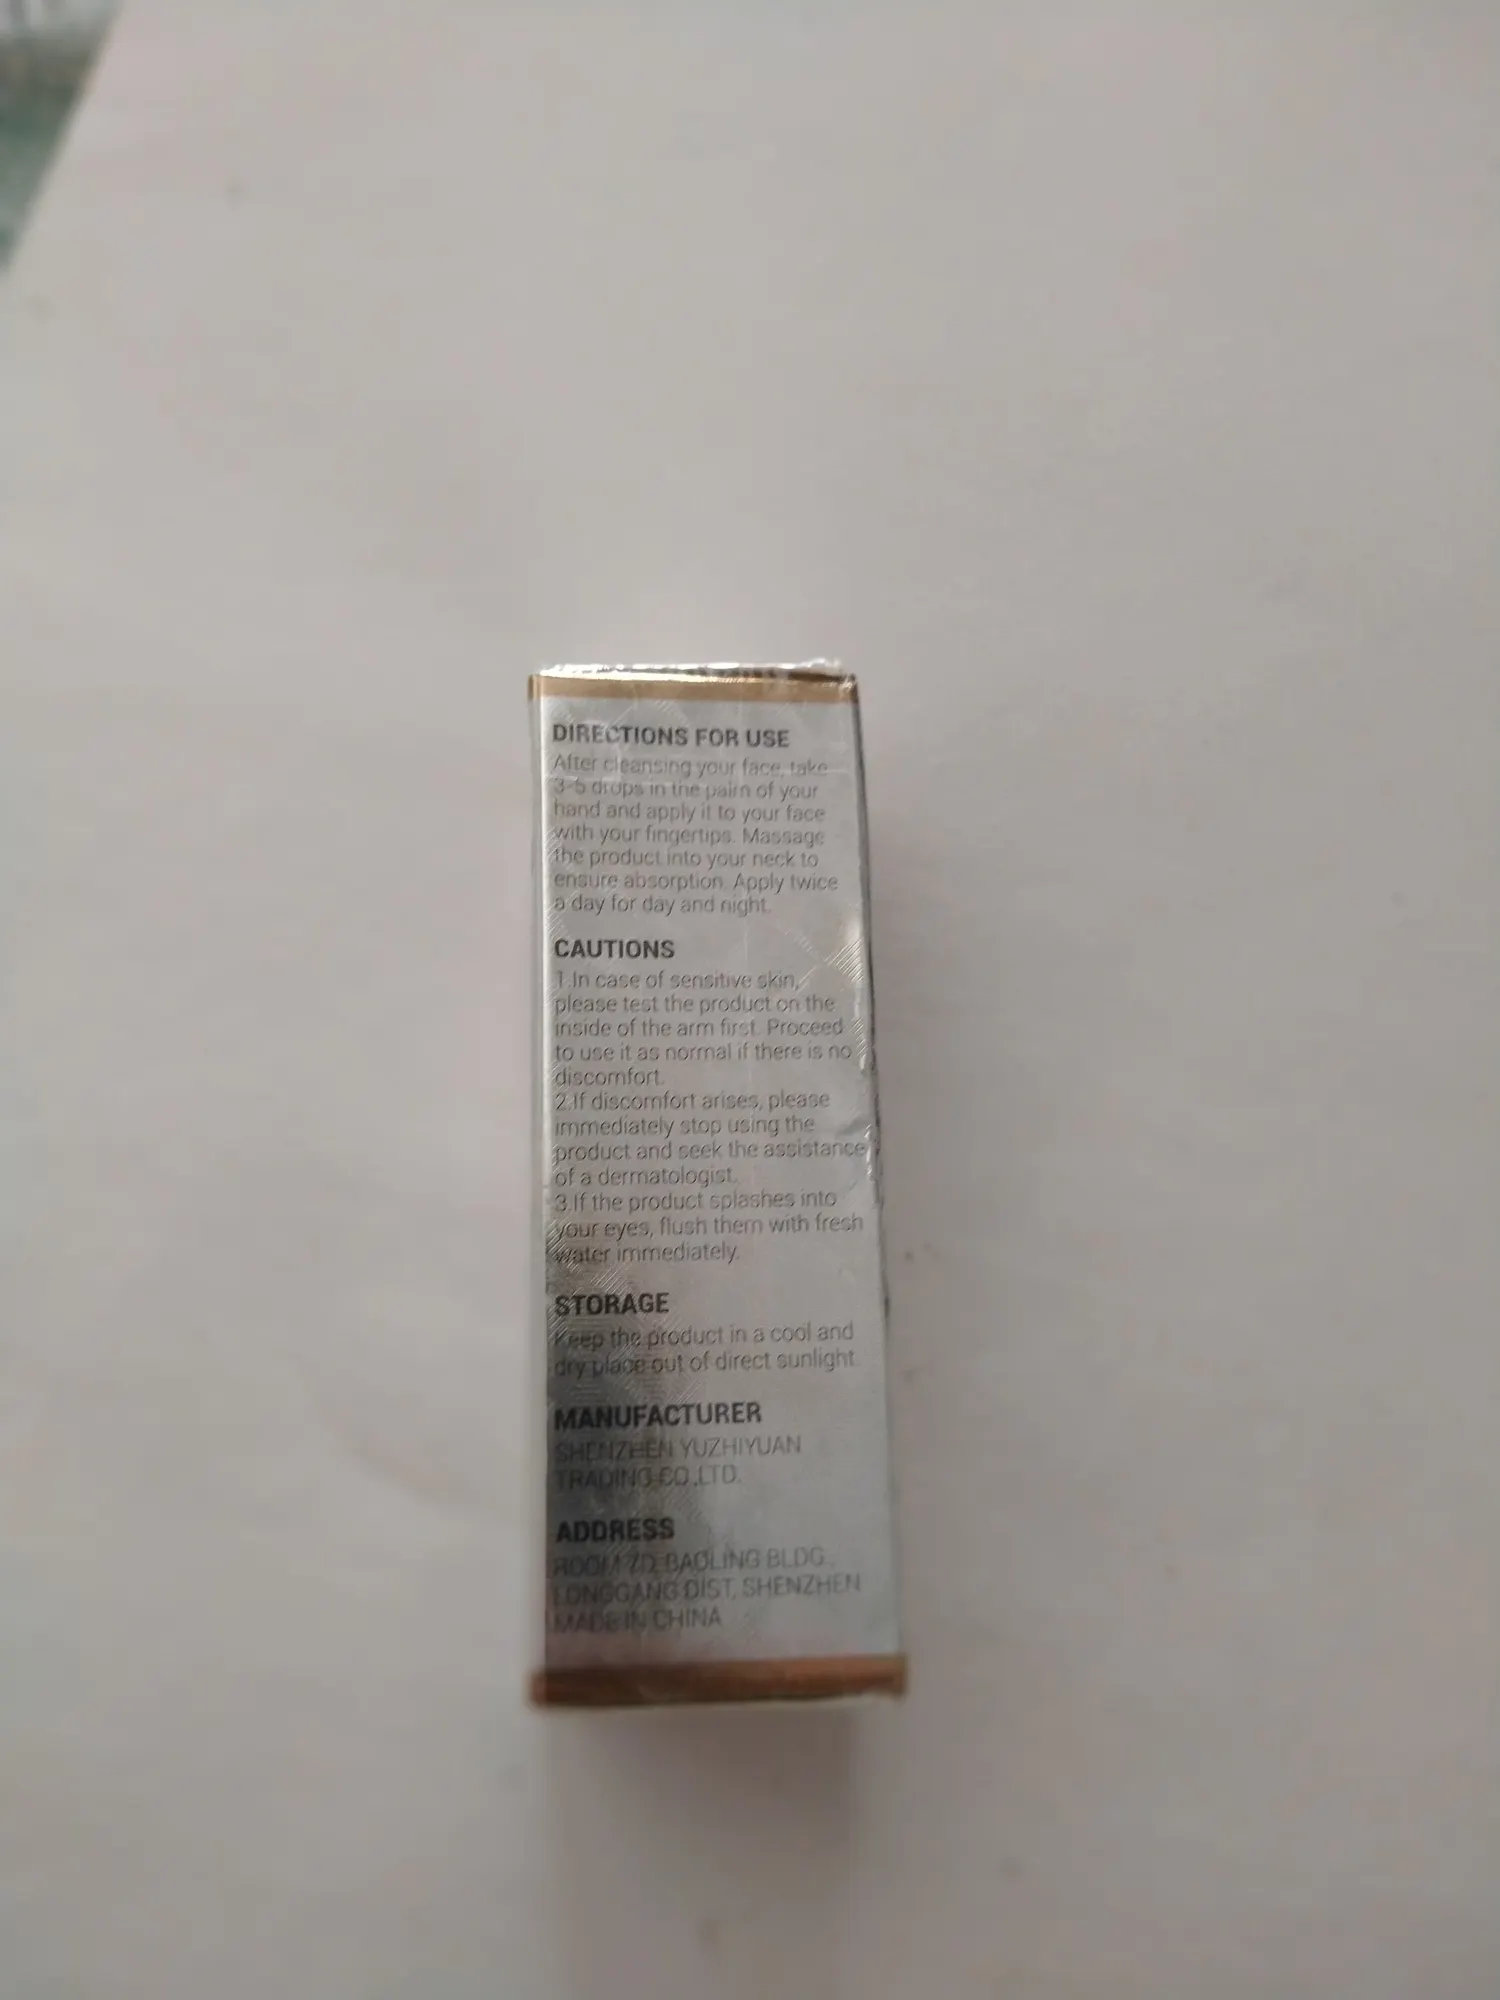 DIRECTIONS FOR USE
After cleansing your face, take
3-5 drops in the palm of your
hand and apply it to your face
with your fingertips. Massage
the product into your neck to
ensure absorption. Apply twice
a day for day and night.
CAUTIONS
1.In case of sensitive skin,
please test the product on the
inside of the arm first. Proceed
to use it as normal if there is no
discomfort.
2.If discomfort arises, please
immediately stop using the
product and seek the assistance
of a dermatologist.
3.If the product splashes into
your eyes, flush them with fresh
water immediately.
STORAGE
Keep the product in a cool and
dry place out of direct sunlight.
MANUFACTURER
SHENZHEN YUZHIYUAN
TRADING CO.,LTD.
ADDRESS
ROOM BAOLING BLDG.,
LONGGANG DIST, SHENZHEN
MADE IN CHINA